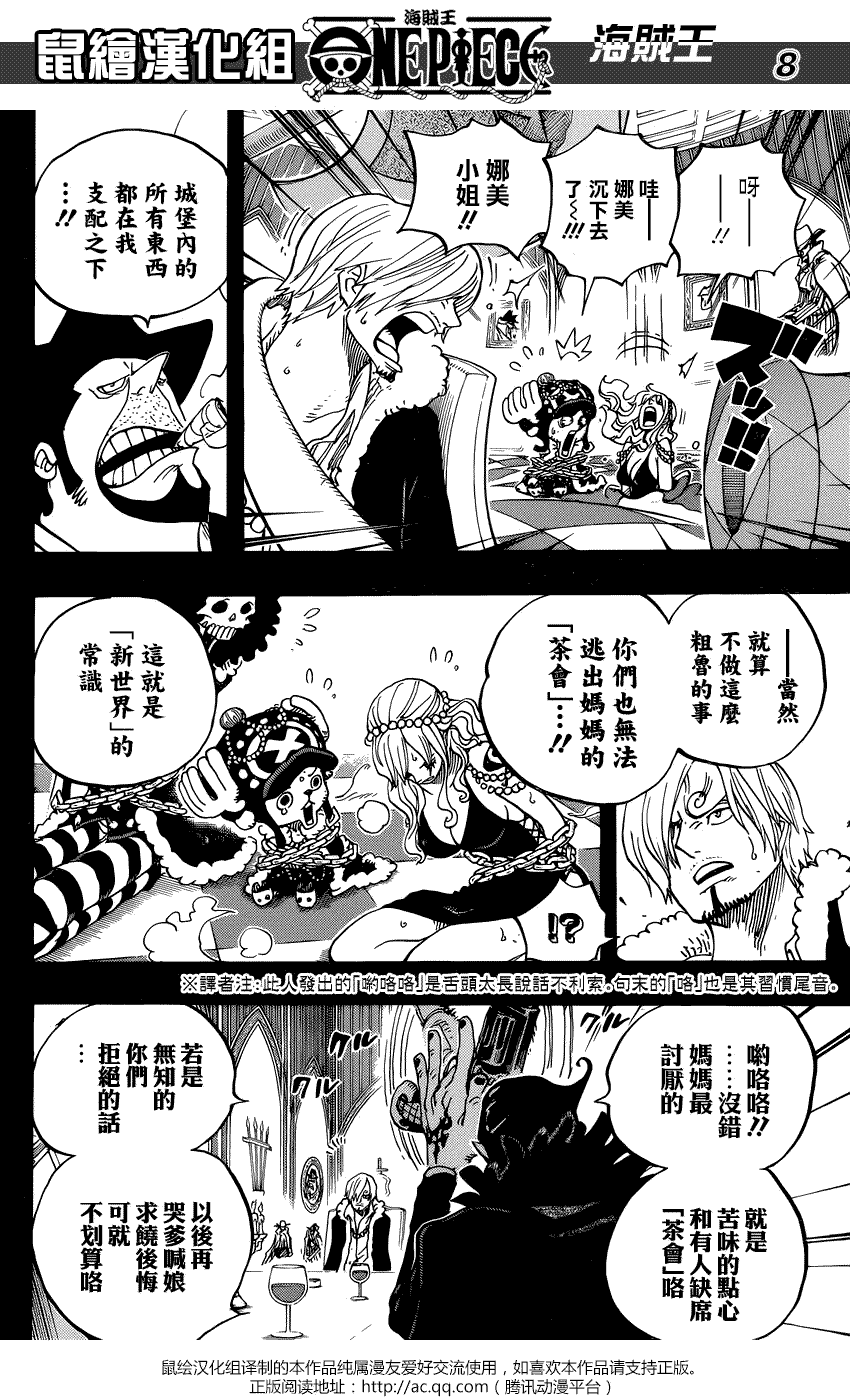 鼠繪漢化組
海賊王
ONE PIECE
海賊王
8
──呀
──!!
哇──
娜美
沉下去
了～!!!
娜美
小姐!!
城堡內的
所有東西
都在我
支配之下
…!!
ズズッ!!
──當然
就算
不做這麼
粗魯的事
你們也無法
逃出媽媽的
「茶會」…!!
這就是
「新世界」的
常識
!?
※譯者注:此人發出的「喲咯咯」是舌頭太長說話不利索.句末的「咯」也是其習慣尾音.
喲咯咯!!
……沒錯
媽媽最
討厭的
就是
苦味的點心
和有人缺席
「茶會」咯
クル
クル
クル
若是
無知的
你們
拒絕的話
…
以後再
哭爹喊娘
求饒後悔
可就
不划算咯
鼠绘汉化组译制的本作品纯属漫友爱好交流使用，如喜欢本作品请支持正版。
正版阅读地址：http://ac.qq.com（腾讯动漫平台）